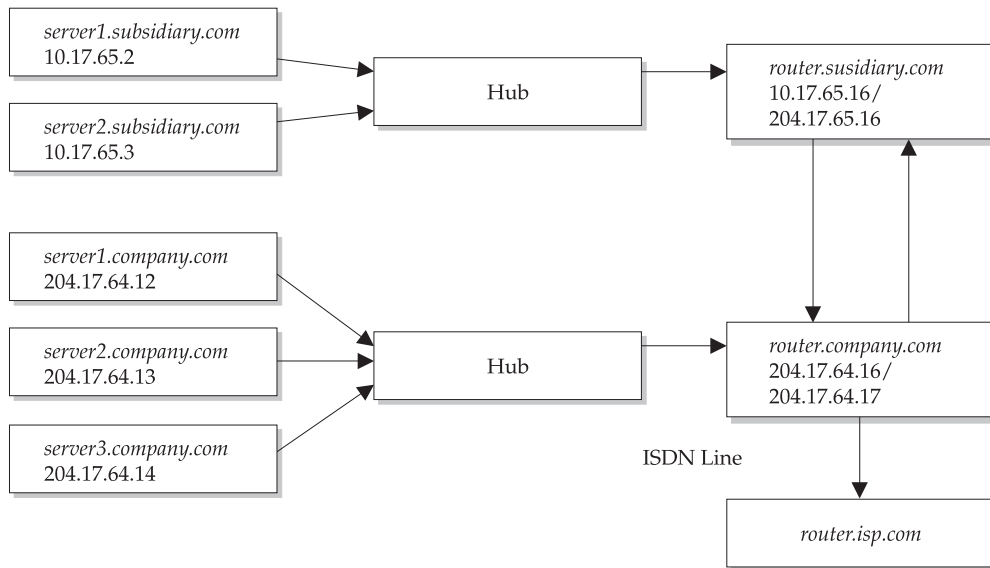 server1.subsidiary.com
10.17.65.2
server2.subsidiary.com
10.17.65.3
Hub
router.susidiary.com
10.17.65.16/
204.17.65.16
server1.company.com
204.17.64.12
server2.company.com
204.17.64.13
server3.company.com
204.17.64.14
Hub
router.company.com
204.17.64.16/
204.17.64.17
ISDN Line
router.isp.com